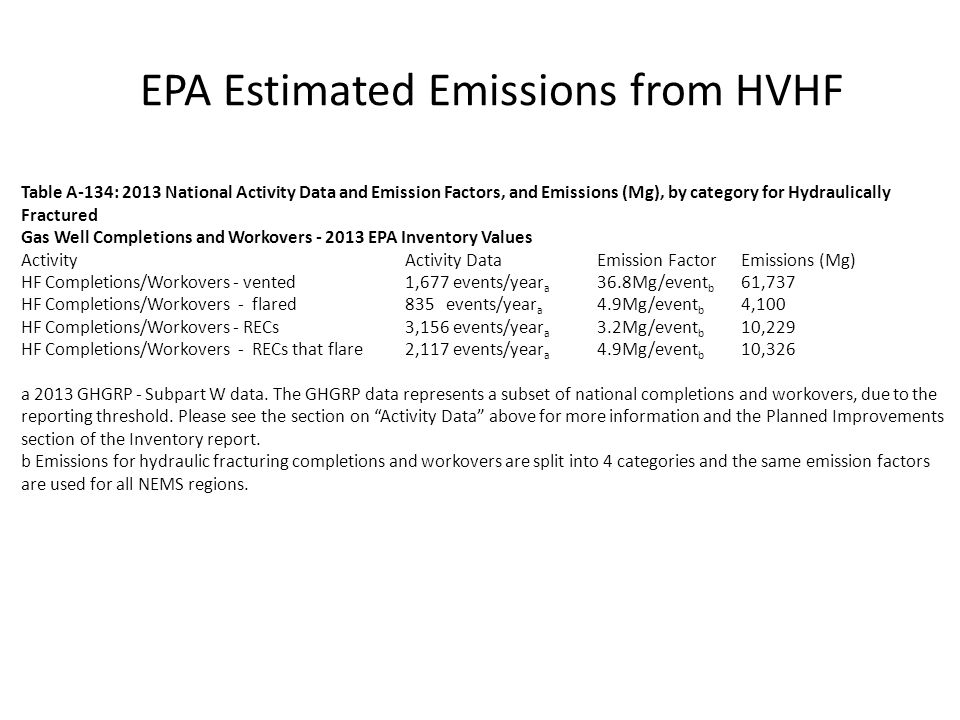 EPA Estimated Emissions from HVHF
Table A-134: 2013 National Activity Data and Emission Factors, and Emissions (Mg), by category for Hydraulically
Fractured
Gas Well Completions and Workovers - 2013 EPA Inventory Values
Activity Activity Data Emission Factor Emissions (Mg)
HF Completions/Workovers - vented 1,677 events/year a 36.8Mg/event b 61,737
HF Completions/Workovers - flared 835 events/year a 4.9Mg/event b 4,100
HF Completions/Workovers - RECs 3,156 events/year a 3.2Mg/event b 10,229
HF Completions/Workovers - RECs that flare 2,117 events/year a 4.9Mg/event b 10,326
a 2013 GHGRP - Subpart W data. The GHGRP data represents a subset of national completions and workovers, due to the
reporting threshold. Please see the section on “Activity Data” above for more information and the Planned Improvements
section of the Inventory report.
b Emissions for hydraulic fracturing completions and workovers are split into 4 categories and the same emission factors
are used for all NEMS regions.